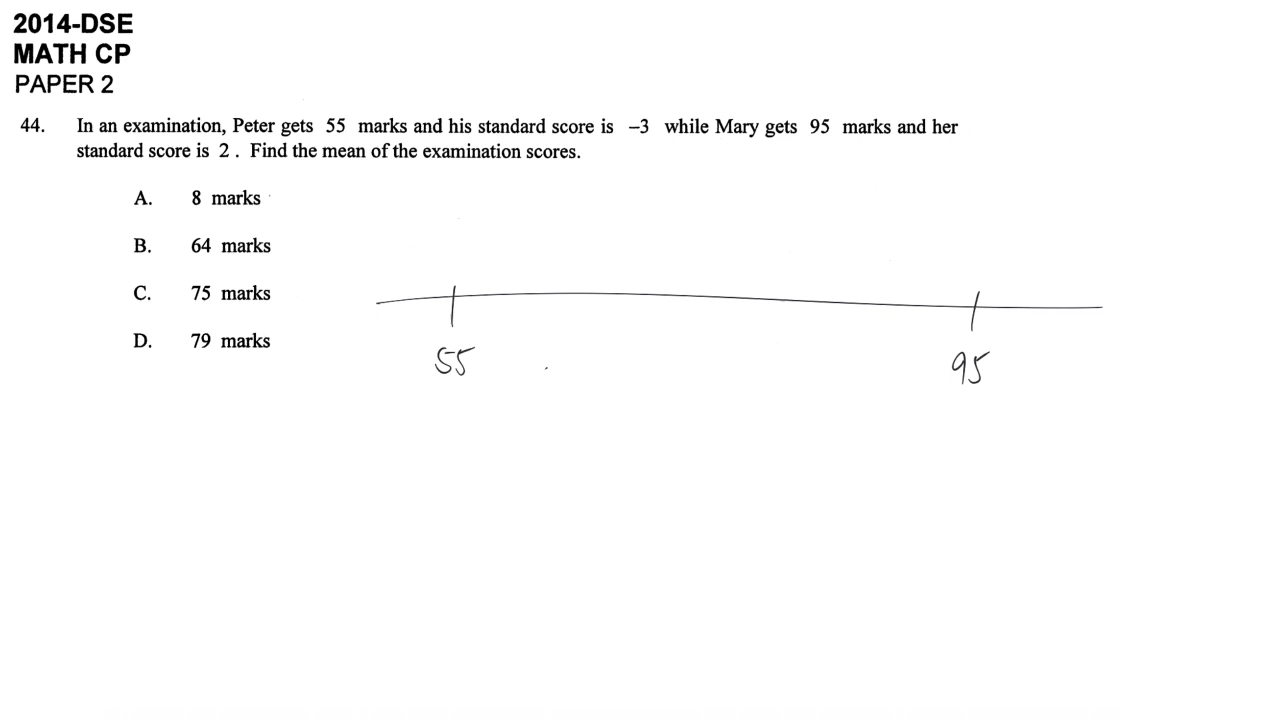 2014-DSE
MATH CP
PAPER 2
44. In an examination, Peter gets 55 marks and his standard score is −3 while Mary gets 95 marks and her
standard score is 2 . Find the mean of the examination scores.
A. 8 marks
B. 64 marks
C. 75 marks
D. 79 marks
55
95